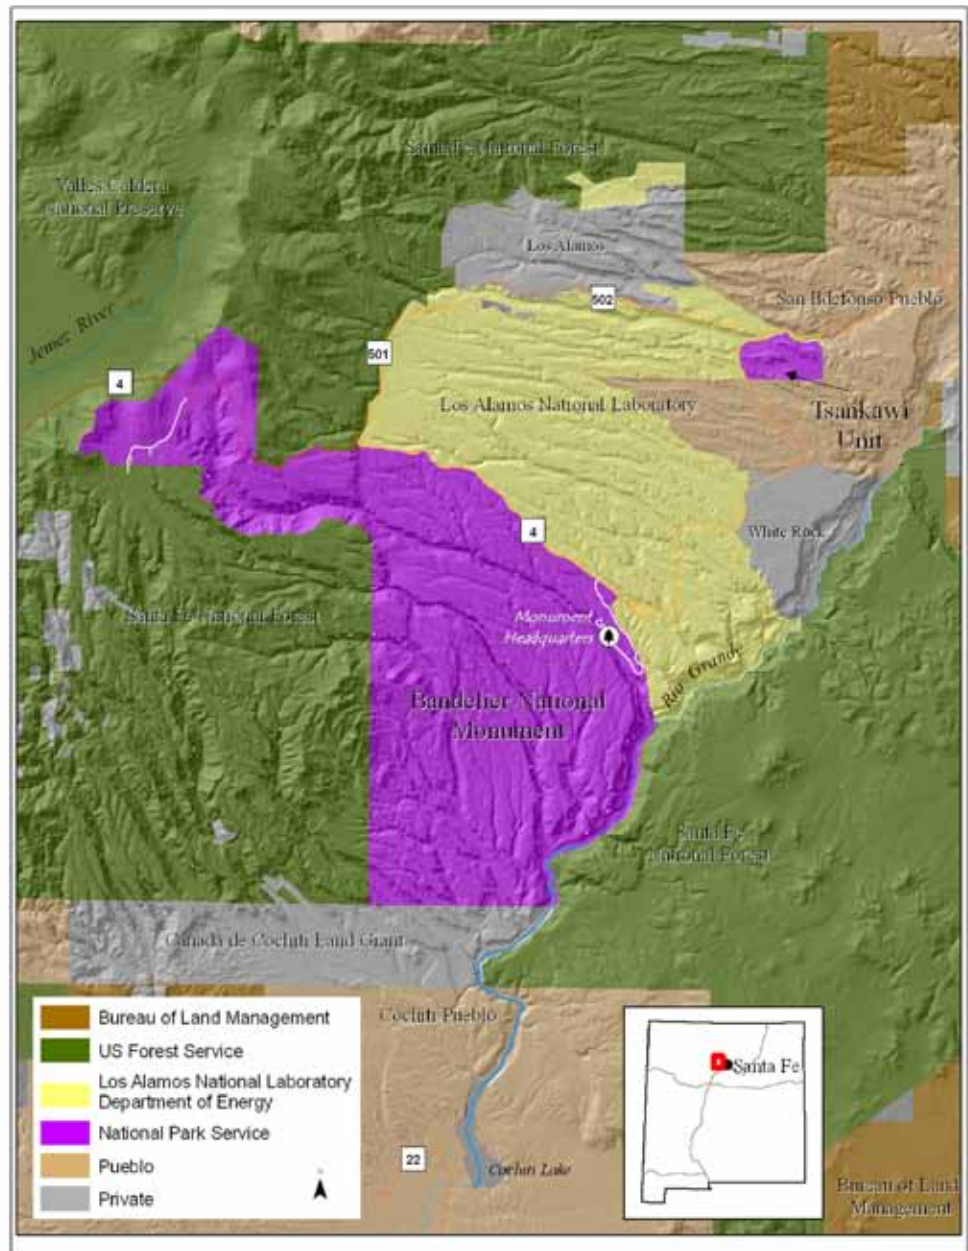 Santa Fe National Forest
Valles Caldera
National Preserve
Los Alamos
502
San Ildefonso Pueblo
Jemez River
501
4
Los Alamos National Laboratory
Tsankawi
Unit
4
White Rock
Santa Fe National Forest
Monument
Headquarters
Rio Grande
Bandelier National
Monument
Santa Fe
National Forest
Canada de Cochiti Land Grant
Cochiti Pueblo
22
Cochiti Lake
Bureau of Land Management
US Forest Service
Los Alamos National Laboratory
Department of Energy
National Park Service
Pueblo
Private
Santa Fe
Bureau of Land
Management